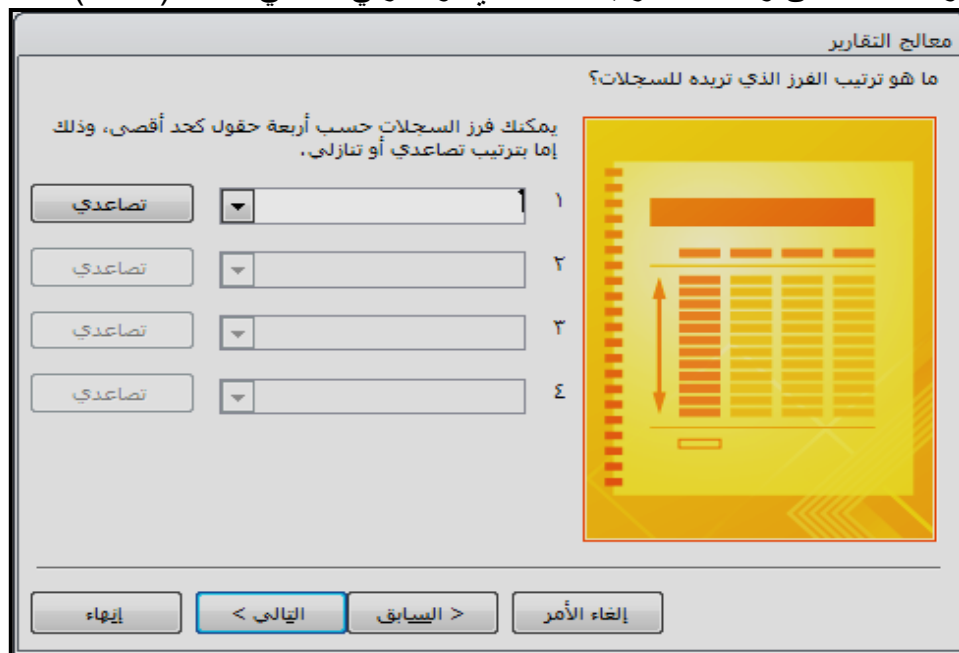 معالج التقارير
ما هو ترتيب الفرز الذي تريده للسجلات؟
يمكنك فرز السجلات حسب أربعة حقول كحد أقصى، وذلك
إما بترتيب تصاعدي أو تنازلي.
١ تصاعدي
٢ تصاعدي
٣ تصاعدي
٤ تصاعدي
إلغاء الأمر < السابق التالي > إنهاء